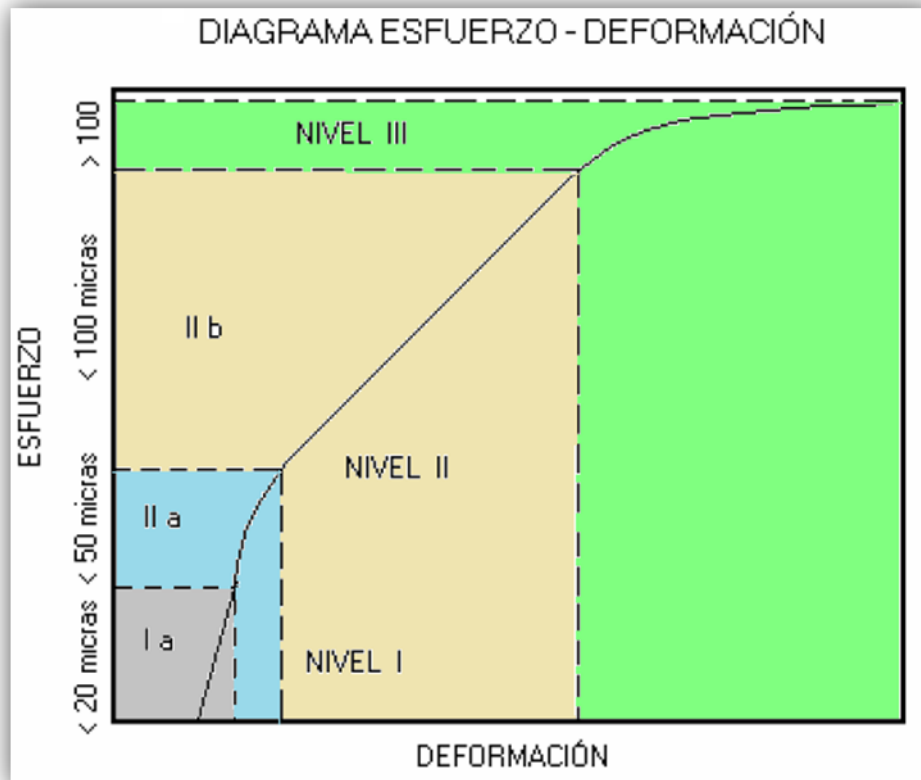 DIAGRAMA ESFUERZO - DEFORMACIÓN
> 100
NIVEL III
< 100 micras
II b
ESFUERZO
NIVEL II
< 50 micras
II a
< 20 micras
I a
NIVEL I
DEFORMACIÓN